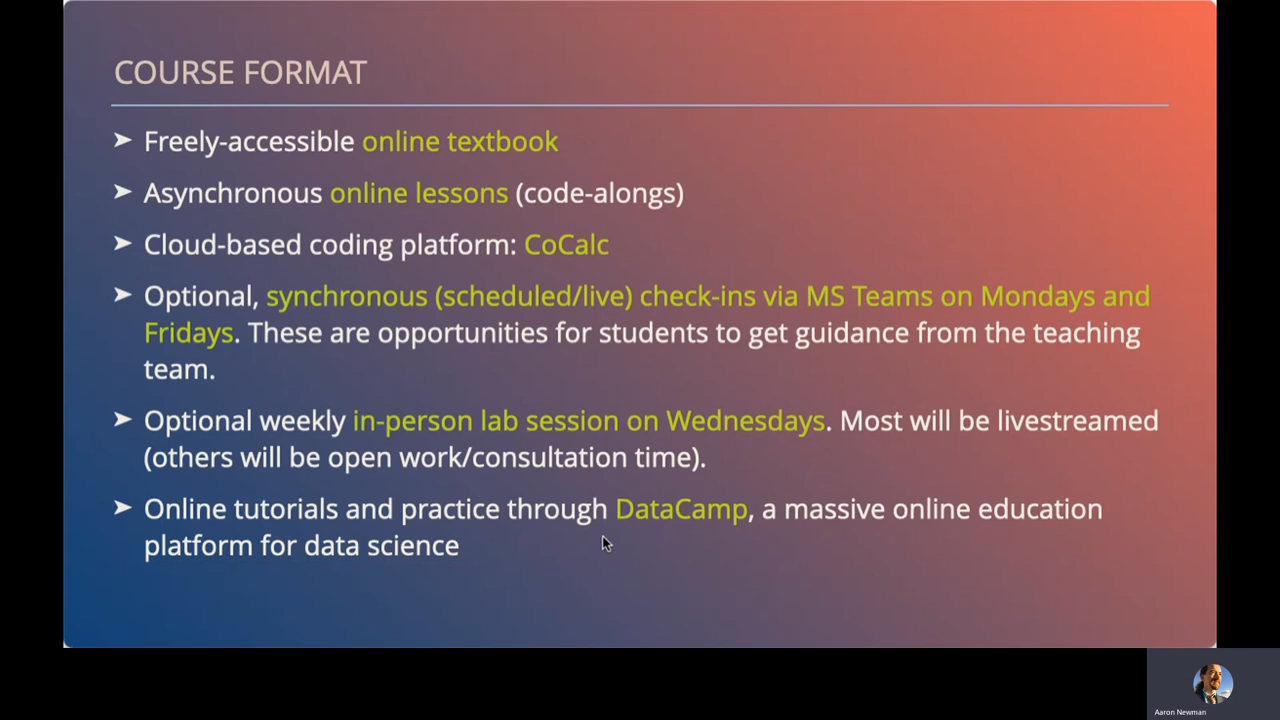 COURSE FORMAT
➤ Freely-accessible online textbook
➤ Asynchronous online lessons (code-alongs)
➤ Cloud-based coding platform: CoCalc
➤ Optional, synchronous (scheduled/live) check-ins via MS Teams on Mondays and
Fridays. These are opportunities for students to get guidance from the teaching
team.
➤ Optional weekly in-person lab session on Wednesdays. Most will be livestreamed
(others will be open work/consultation time).
➤ Online tutorials and practice through DataCamp, a massive online education
platform for data science
Aaron Newman